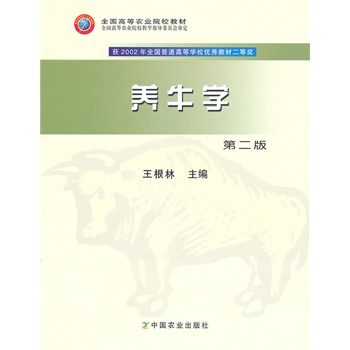 全国高等农业院校教材
全国高等农业院校教学指导委员会审定
获2002年全国普通高等学校优秀教材二等奖
养牛学
第二版
王根林 主编
中国农业出版社